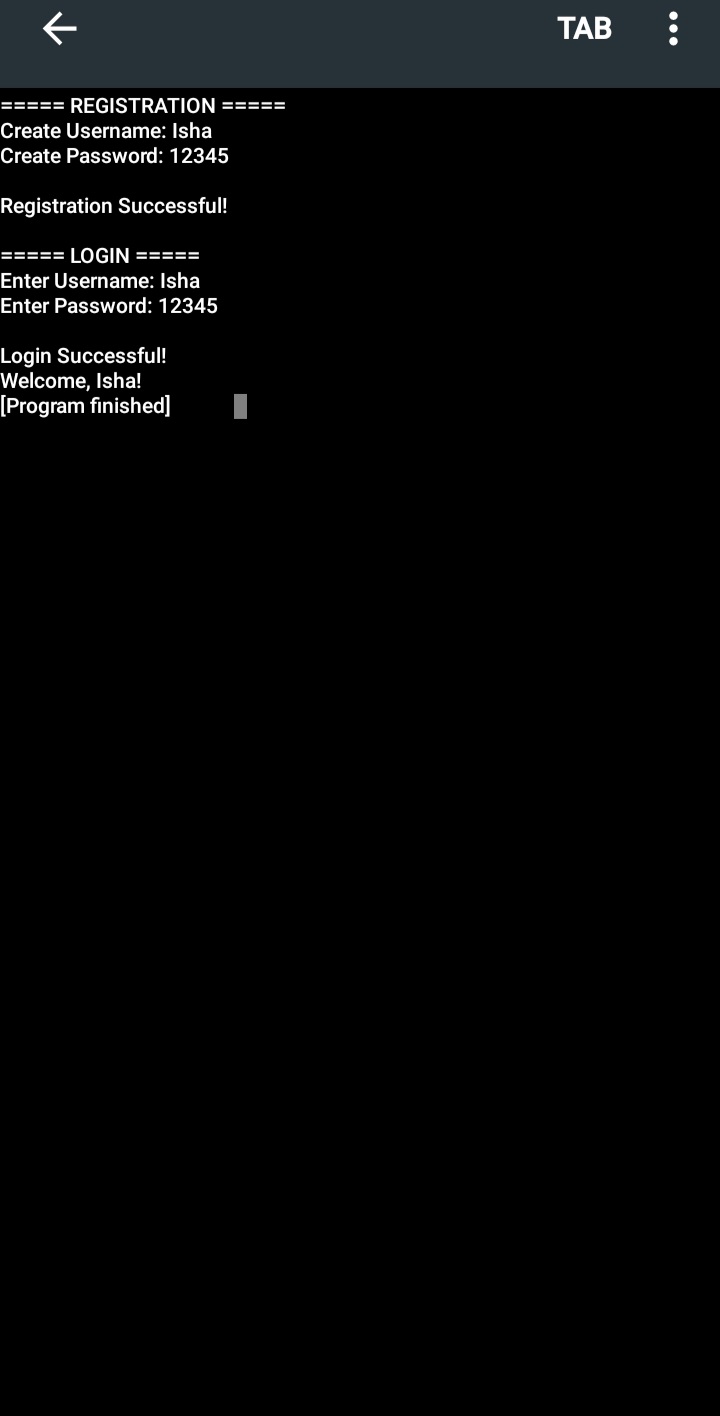 TAB
===== REGISTRATION =====
Create Username: Isha
Create Password: 12345
Registration Successful!
===== LOGIN =====
Enter Username: Isha
Enter Password: 12345
Login Successful!
Welcome, Isha!
[Program finished]